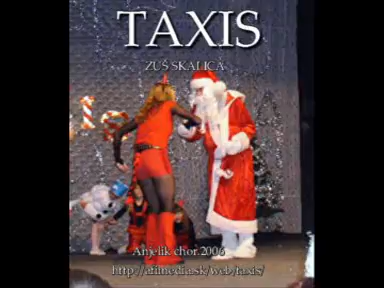 TAXIS
ZUŠ SKALICA
Anjelik chor.2006
http://afilmedia.sk/web/taxis/